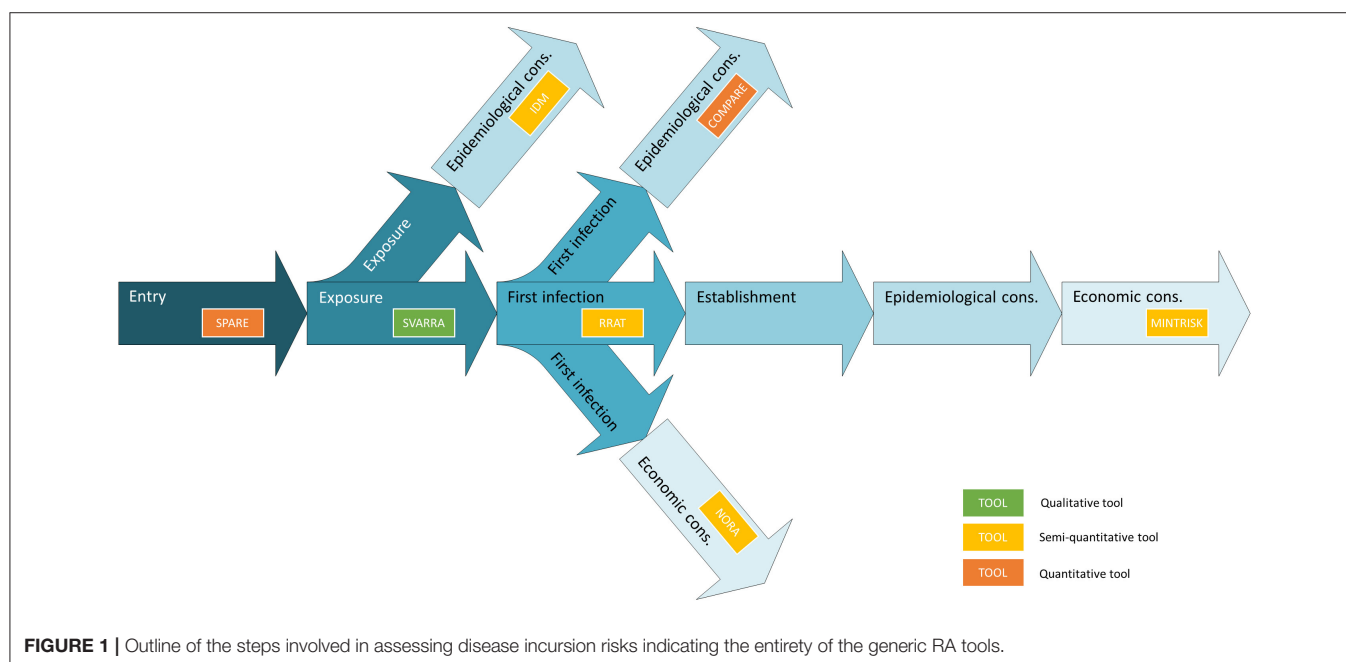 Epidemiological cons.
IDM
Epidemiological cons.
COMPARE
Exposure
First infection
Entry
SPARE
Exposure
SVARRA
First infection
RRAT
Establishment
Epidemiological cons.
Economic cons.
MINTRISK
First infection
Economic cons.
NORA
TOOL Qualitative tool
TOOL Semi-quantitative tool
TOOL Quantitative tool
FIGURE 1 | Outline of the steps involved in assessing disease incursion risks indicating the entirety of the generic RA tools.